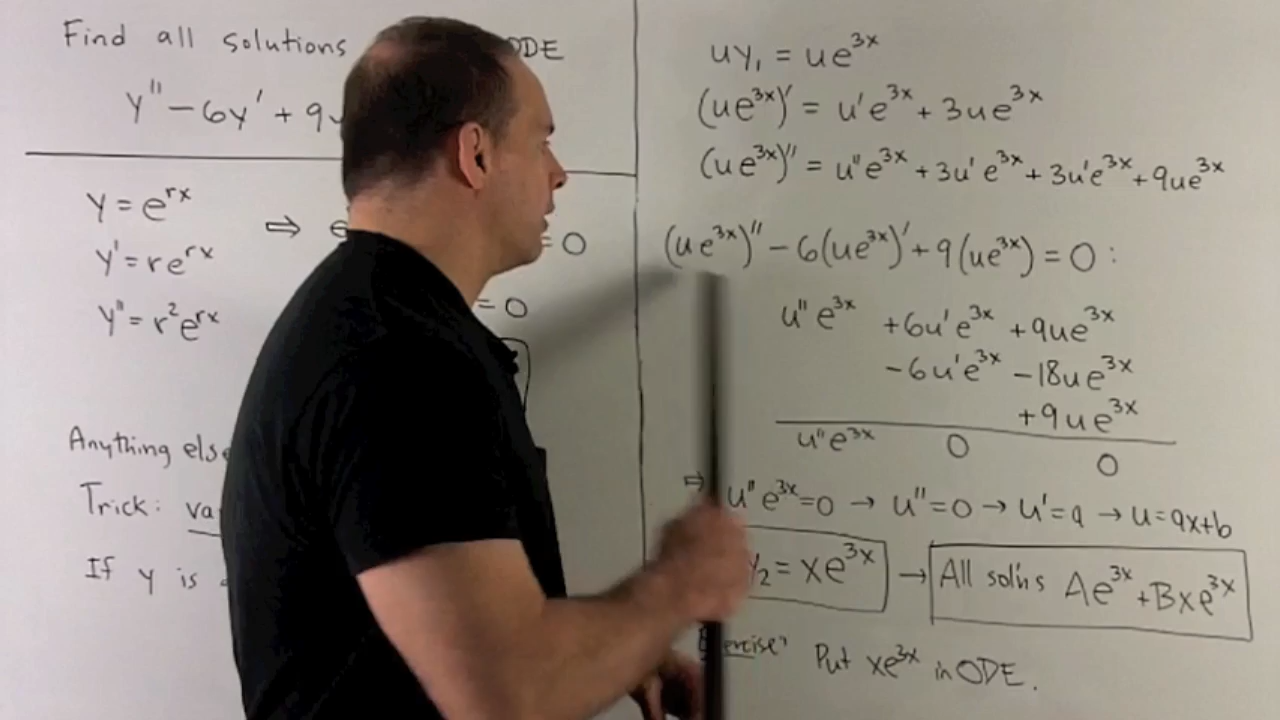 Find all solutions ODE
y'' - 6y' + 9
y = e^{rx} ⇒ = 0
y' = re^{rx}
y'' = r²e^{rx} = 0
Anything else
Trick:
If y is
uy₁ = ue^{3x}
(ue^{3x})' = u'e^{3x} + 3ue^{3x}
(ue^{3x})'' = u''e^{3x} + 3u'e^{3x} + 3u'e^{3x} + 9ue^{3x}
(ue^{3x})'' - 6(ue^{3x})' + 9(ue^{3x}) = 0 :
u''e^{3x} + 6u'e^{3x} + 9ue^{3x}
- 6u'e^{3x} - 18ue^{3x}
+ 9ue^{3x}
u''e^{3x} 0 0
⇒ u''e^{3x} = 0 → u'' = 0 → u' = a → u = ax+b
y₂ = xe^{3x} → All sol'ns Ae^{3x} + Bxe^{3x}
Exercise: Put xe^{3x} in ODE.